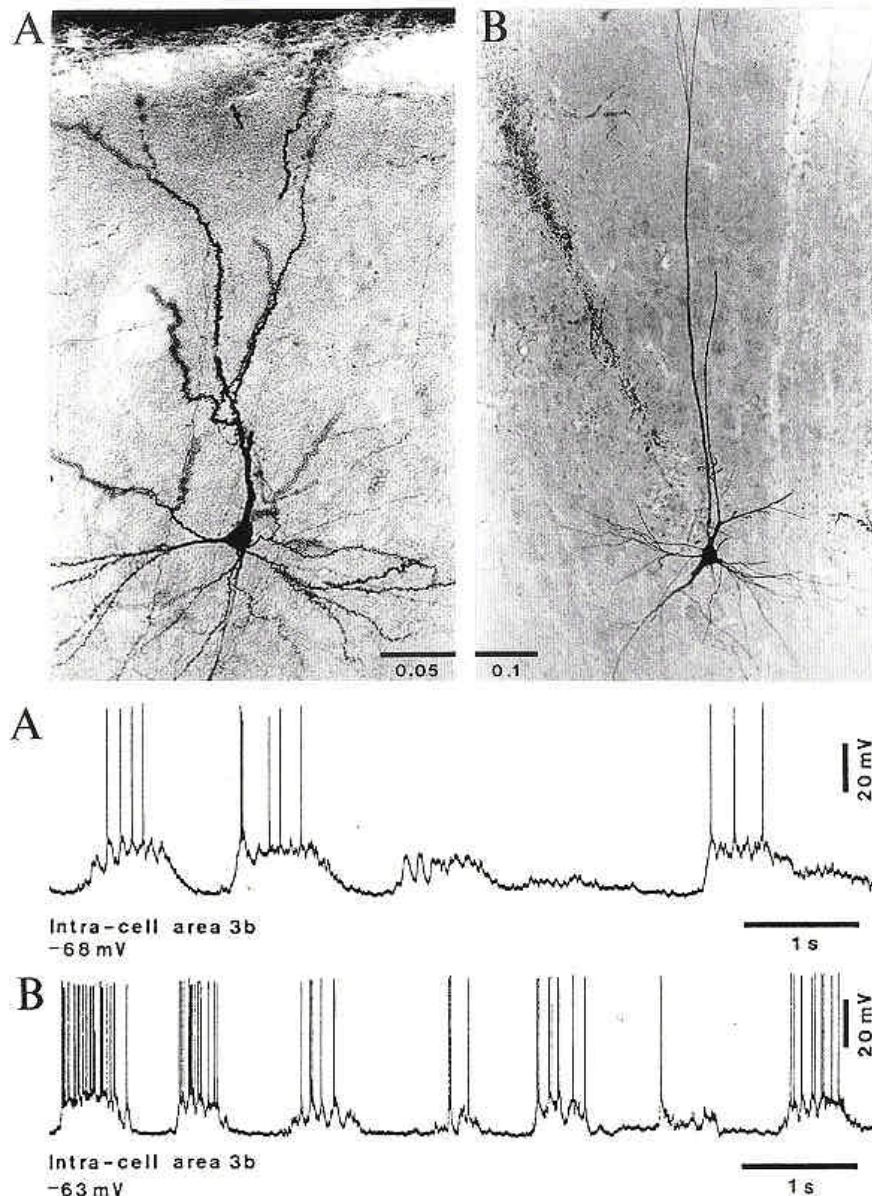 A
B
0.05
0.1
A
20 mV
Intra-cell area 3b
-68 mV
1 s
B
20 mV
Intra-cell area 3b
-63 mV
1 s